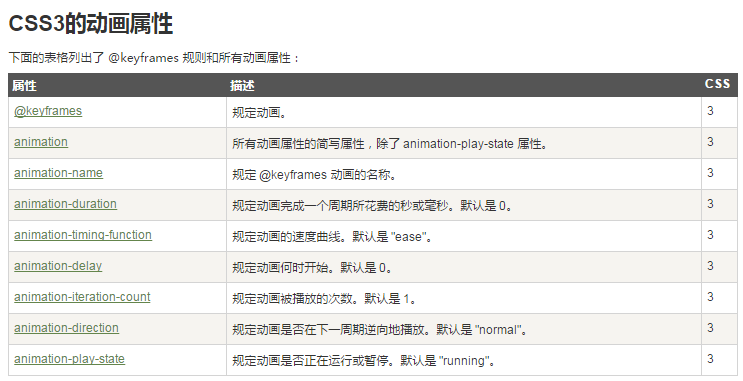 CSS3的动画属性
下面的表格列出了 @keyframes 规则和所有动画属性：
属性 描述 CSS
@keyframes 规定动画。 3
animation 所有动画属性的简写属性，除了 animation-play-state 属性。 3
animation-name 规定 @keyframes 动画的名称。 3
animation-duration 规定动画完成一个周期所花费的秒或毫秒。默认是 0。 3
animation-timing-function 规定动画的速度曲线。默认是 "ease"。 3
animation-delay 规定动画何时开始。默认是 0。 3
animation-iteration-count 规定动画被播放的次数。默认是 1。 3
animation-direction 规定动画是否在下一周期逆向地播放。默认是 "normal"。 3
animation-play-state 规定动画是否正在运行或暂停。默认是 "running"。 3